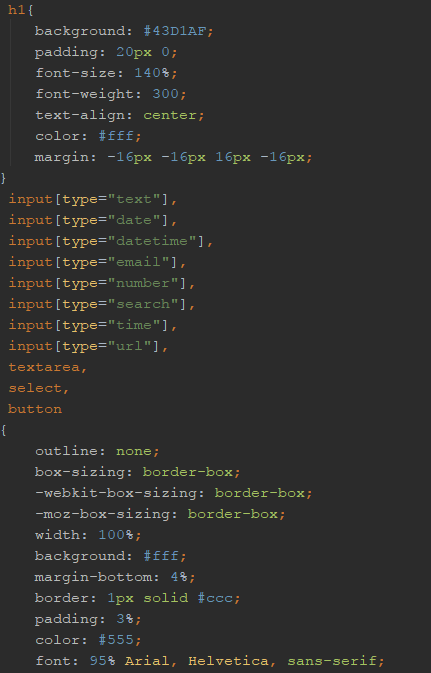 h1{
background: #43D1AF;
padding: 20px 0;
font-size: 140%;
font-weight: 300;
text-align: center;
color: #fff;
margin: -16px -16px 16px -16px;
}
input[type="text"],
input[type="date"],
input[type="datetime"],
input[type="email"],
input[type="number"],
input[type="search"],
input[type="time"],
input[type="url"],
textarea,
select,
button
{
outline: none;
box-sizing: border-box;
-webkit-box-sizing: border-box;
-moz-box-sizing: border-box;
width: 100%;
background: #fff;
margin-bottom: 4%;
border: 1px solid #ccc;
padding: 3%;
color: #555;
font: 95% Arial, Helvetica, sans-serif;